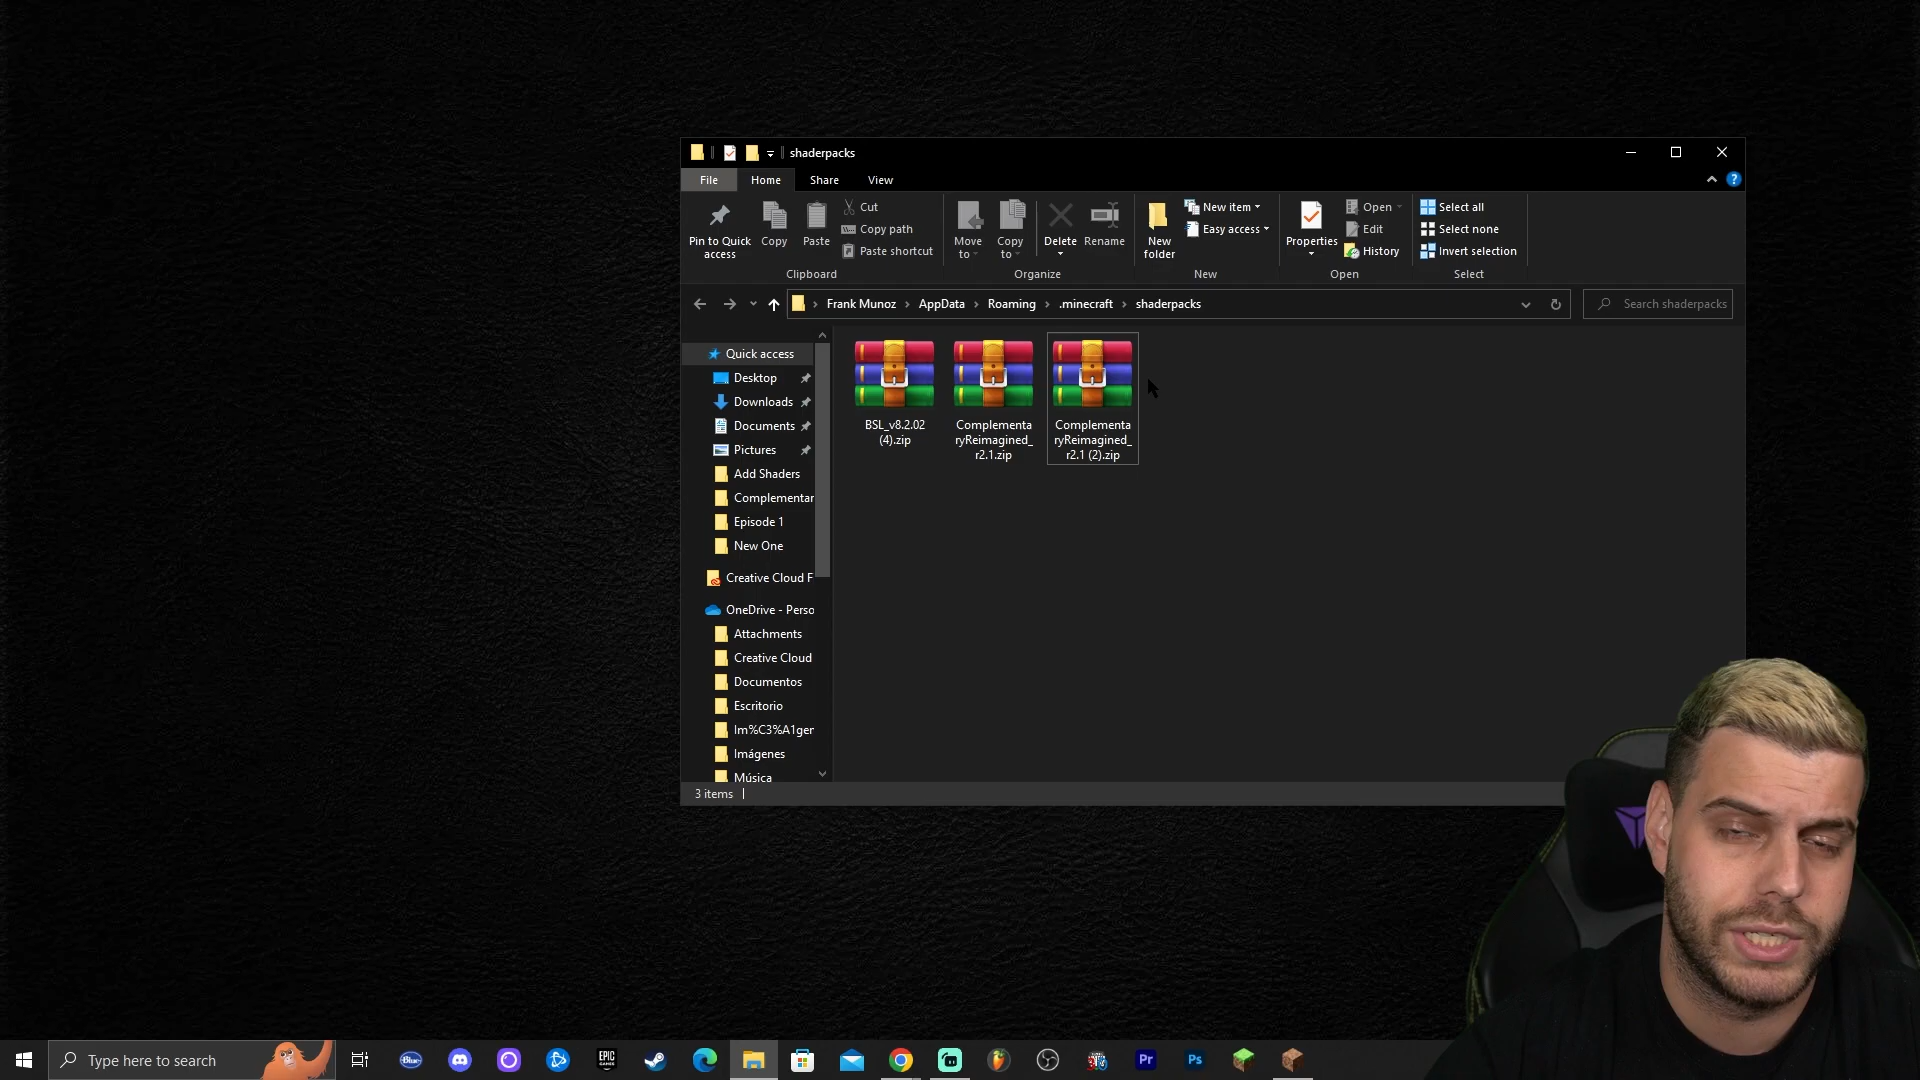 shaderpacks
File Home Share View
Pin to Quick access
Copy
Paste
Cut
Copy path
Paste shortcut
Clipboard
Move to
Copy to
Delete
Rename
Organize
New folder
New item
Easy access
New
Properties
Open
Edit
History
Open
Select all
Select none
Invert selection
Select
Frank Munoz AppData Roaming .minecraft shaderpacks
Search shaderpacks
Quick access
Desktop
Downloads
Documents
Pictures
Add Shaders
Complementar
Episode 1
New One
Creative Cloud F
OneDrive - Perso
Attachments
Creative Cloud
Documentos
Escritorio
Im%C3%A1ger
Imágenes
Música
BSL_v8.2.02
(4).zip
Complementa
ryReimagined_
r2.1.zip
Complementa
ryReimagined_
r2.1 (2).zip
3 items
Type here to search
Blue
EPIC
GAMES
Pr
Ps